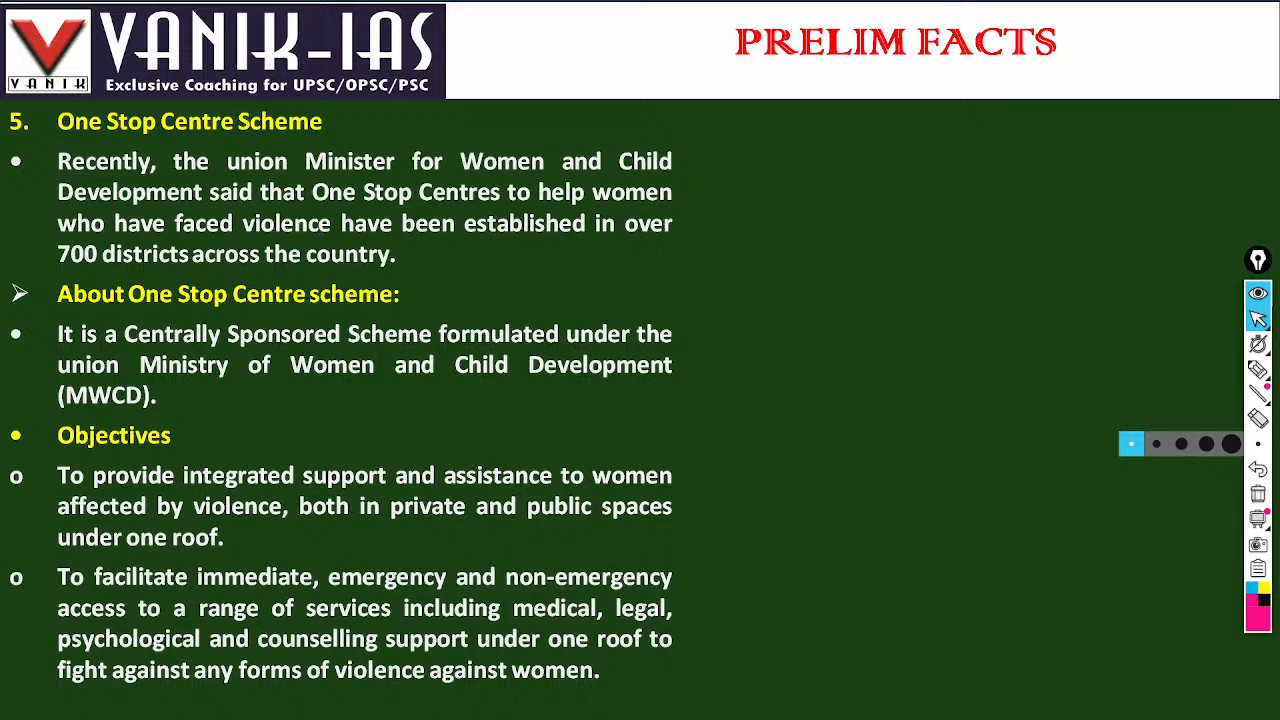 VANIK-IAS
VANIK
Exclusive Coaching for UPSC/OPSC/PSC
PRELIM FACTS
5. One Stop Centre Scheme
• Recently, the union Minister for Women and Child
Development said that One Stop Centres to help women
who have faced violence have been established in over
700 districts across the country.
➢ About One Stop Centre scheme:
• It is a Centrally Sponsored Scheme formulated under the
union Ministry of Women and Child Development
(MWCD).
• Objectives
o To provide integrated support and assistance to women
affected by violence, both in private and public spaces
under one roof.
o To facilitate immediate, emergency and non-emergency
access to a range of services including medical, legal,
psychological and counselling support under one roof to
fight against any forms of violence against women.